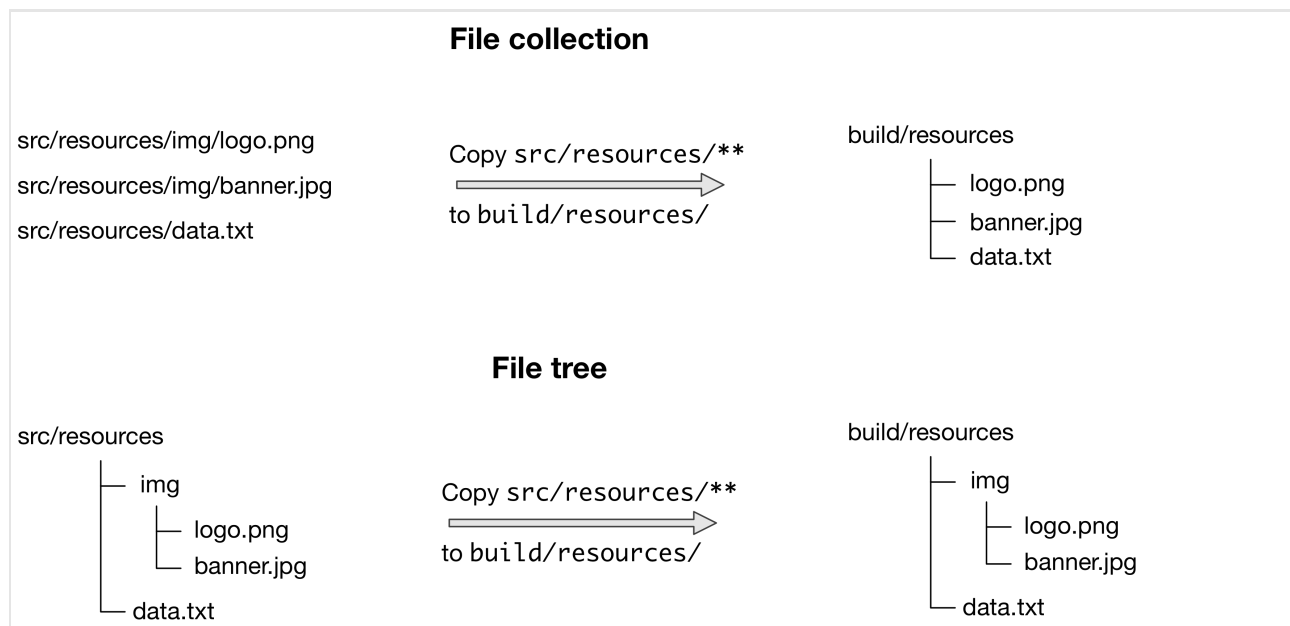 File collection
src/resources/img/logo.png
src/resources/img/banner.jpg
src/resources/data.txt
Copy src/resources/**
to build/resources/
build/resources
logo.png
banner.jpg
data.txt
File tree
src/resources
img
logo.png
banner.jpg
data.txt
Copy src/resources/**
to build/resources/
build/resources
img
logo.png
banner.jpg
data.txt